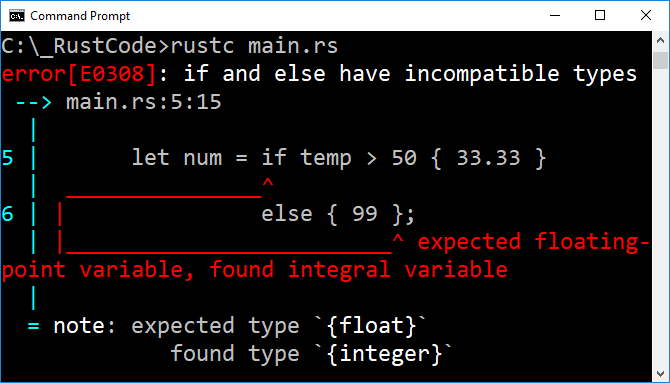 Command Prompt
C:\_RustCode>rustc main.rs
error[E0308]: if and else have incompatible types
 --> main.rs:5:15
  |
5 |       let num = if temp > 50 { 33.33 }
  |  _______________^
6 | |               else { 99 };
  | |_________________________^ expected floating-
point variable, found integral variable
  |
  = note: expected type `{float}`
             found type `{integer}`